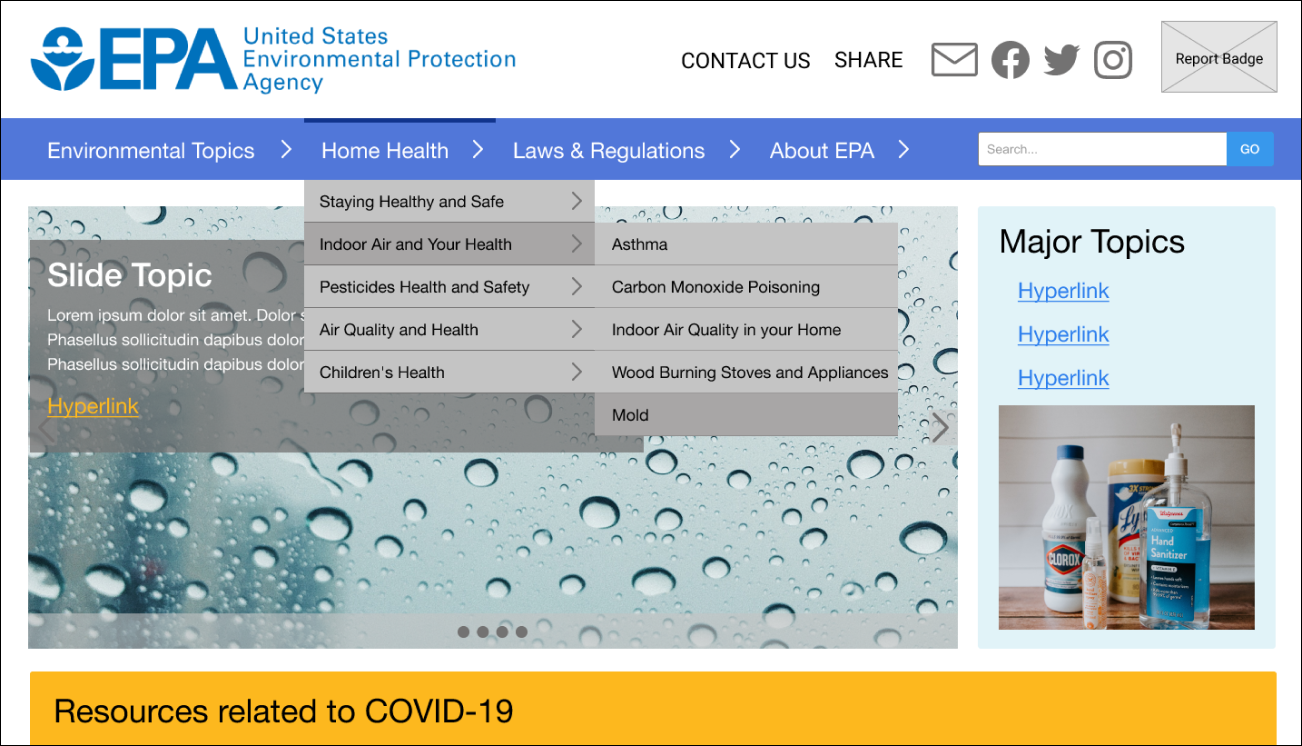 EPA
United States
Environmental Protection
Agency
CONTACT US
SHARE
Report Badge
Environmental Topics
Home Health
Laws & Regulations
About EPA
Search...
GO
Staying Healthy and Safe
Indoor Air and Your Health
Pesticides Health and Safety
Air Quality and Health
Children's Health
Asthma
Carbon Monoxide Poisoning
Indoor Air Quality in your Home
Wood Burning Stoves and Appliances
Mold
Slide Topic
Lorem ipsum dolor sit amet. Dolor
Phasellus sollicitudin dapibus dolor
Phasellus sollicitudin dapibus dolor
Hyperlink
Major Topics
Hyperlink
Hyperlink
Hyperlink
CLOROX
Walgreens
Hand
Sanitizer
Resources related to COVID-19